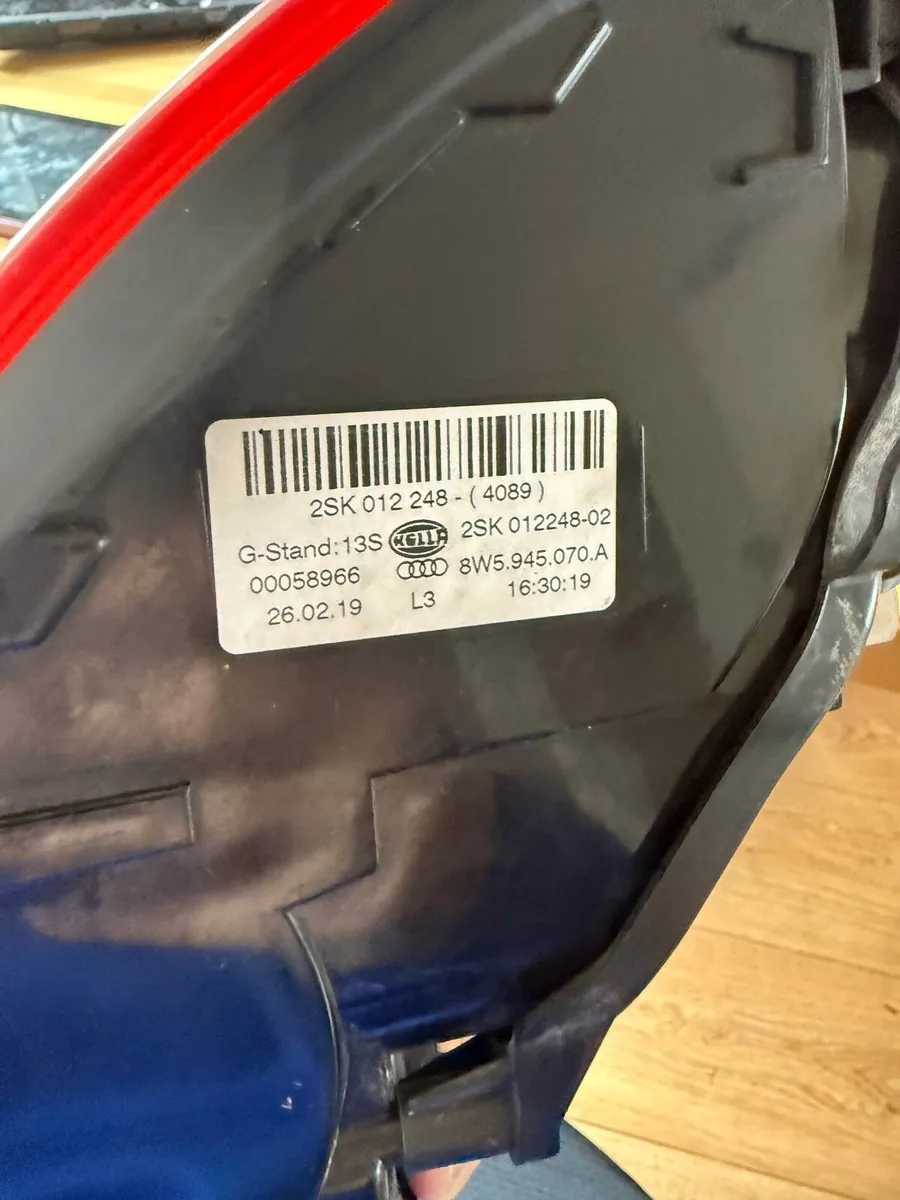 2SK 012 248 - ( 4089 )
G-Stand: 13S HELLA 2SK 012248-02
00058966 8W5.945.070.A
26.02.19 L3 16:30:19